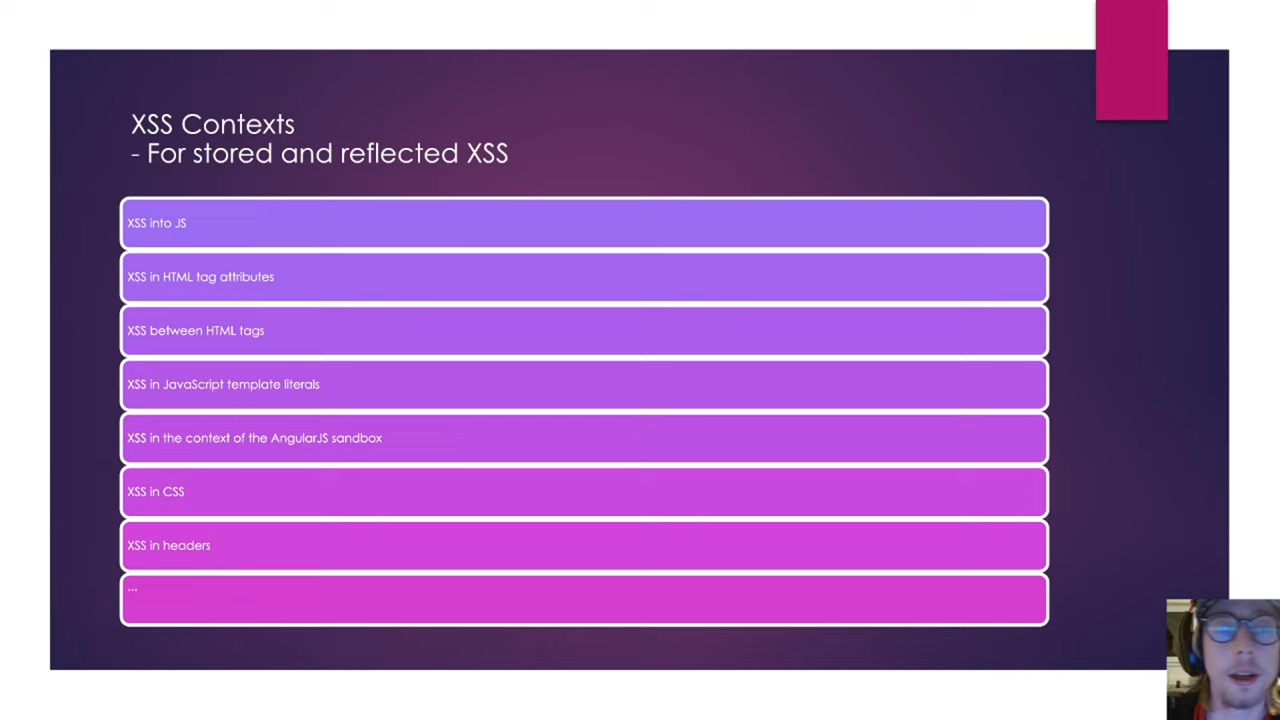 XSS Contexts
- For stored and reflected XSS
XSS into JS
XSS in HTML tag attributes
XSS between HTML tags
XSS in JavaScript template literals
XSS in the context of the AngularJS sandbox
XSS in CSS
XSS in headers
...